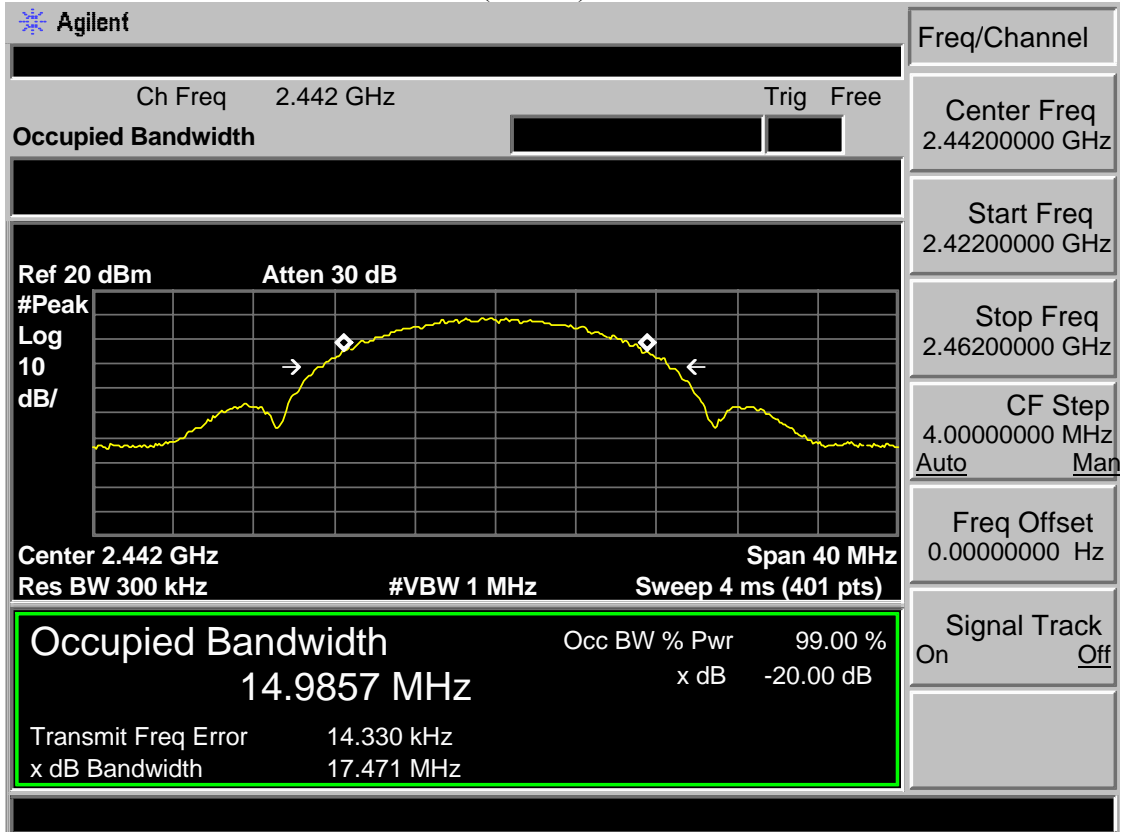 Agilent
Freq/Channel
Ch Freq 2.442 GHz Trig Free
Occupied Bandwidth
Center Freq
2.44200000 GHz
Start Freq
2.42200000 GHz
Ref 20 dBm Atten 30 dB
#Peak
Log
10
dB/
Stop Freq
2.46200000 GHz
CF Step
4.00000000 MHz
Auto Man
Freq Offset
0.00000000 Hz
Center 2.442 GHz Span 40 MHz
Res BW 300 kHz #VBW 1 MHz Sweep 4 ms (401 pts)
Signal Track
On Off
Occupied Bandwidth
14.9857 MHz
Occ BW % Pwr 99.00 %
x dB -20.00 dB
Transmit Freq Error 14.330 kHz
x dB Bandwidth 17.471 MHz